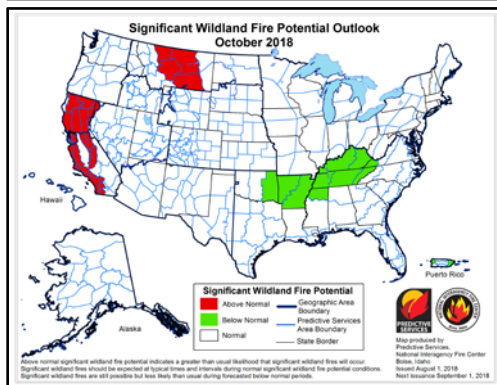 Significant Wildland Fire Potential Outlook
October 2018
Hawaii
Alaska
Puerto Rico
Significant Wildland Fire Potential
Above Normal
Below Normal
Normal
Geographic Area
Boundary
Predictive Services
Area Boundary
State Border
PREDICTIVE
SERVICES
Map produced by
Predictive Services,
National Interagency Fire Center
Boise, Idaho
Issued August 1, 2018
Next issuance September 1, 2018
Above normal significant wildland fire potential indicates a greater than usual likelihood that significant wildland fires will occur.
Significant wildland fires should be expected at typical times and intervals during normal significant wildland fire potential conditions.
Significant wildland fires are still possible but less likely than usual during forecasted below normal periods.